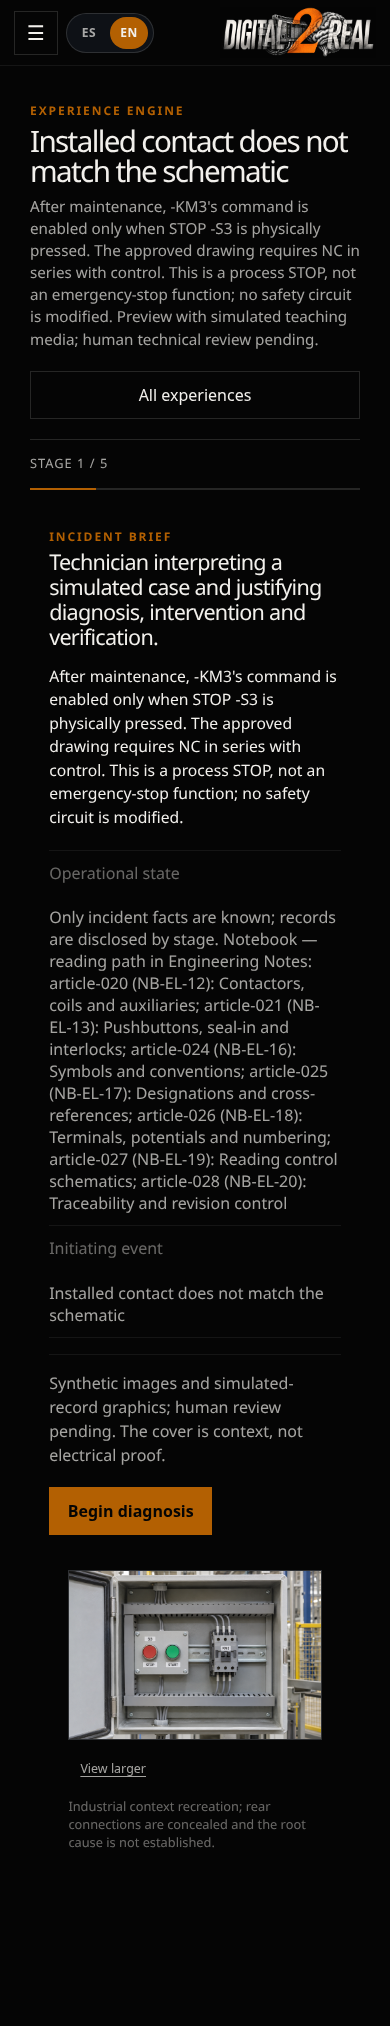 ☰
ES
EN
DIGITAL 2 REAL
EXPERIENCE ENGINE
Installed contact does not
match the schematic
After maintenance, -KM3's command is
enabled only when STOP -S3 is physically
pressed. The approved drawing requires NC in
series with control. This is a process STOP, not
an emergency-stop function; no safety circuit
is modified. Preview with simulated teaching
media; human technical review pending.
All experiences
STAGE 1 / 5
INCIDENT BRIEF
Technician interpreting a
simulated case and justifying
diagnosis, intervention and
verification.
After maintenance, -KM3's command is
enabled only when STOP -S3 is
physically pressed. The approved
drawing requires NC in series with
control. This is a process STOP, not an
emergency-stop function; no safety
circuit is modified.
Operational state
Only incident facts are known; records
are disclosed by stage. Notebook —
reading path in Engineering Notes:
article-020 (NB-EL-12): Contactors,
coils and auxiliaries; article-021 (NB-
EL-13): Pushbuttons, seal-in and
interlocks; article-024 (NB-EL-16):
Symbols and conventions; article-025
(NB-EL-17): Designations and cross-
references; article-026 (NB-EL-18):
Terminals, potentials and numbering;
article-027 (NB-EL-19): Reading control
schematics; article-028 (NB-EL-20):
Traceability and revision control
Initiating event
Installed contact does not match the
schematic
Synthetic images and simulated-
record graphics; human review
pending. The cover is context, not
electrical proof.
Begin diagnosis
STOP
START
View larger
Industrial context recreation; rear
connections are concealed and the root
cause is not established.